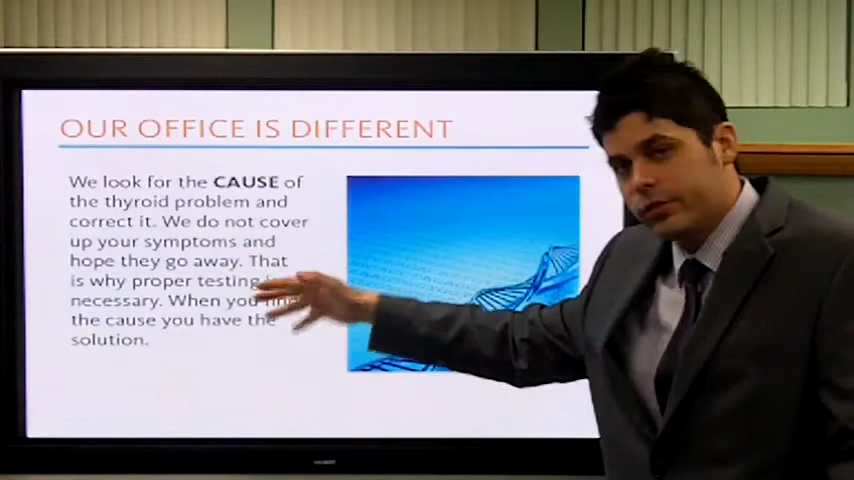 OUR OFFICE IS DIFFERENT
We look for the CAUSE of
the thyroid problem and
correct it. We do not cover
up your symptoms and
hope they go away. That
is why proper testing
necessary. When you
the cause you have the
solution.